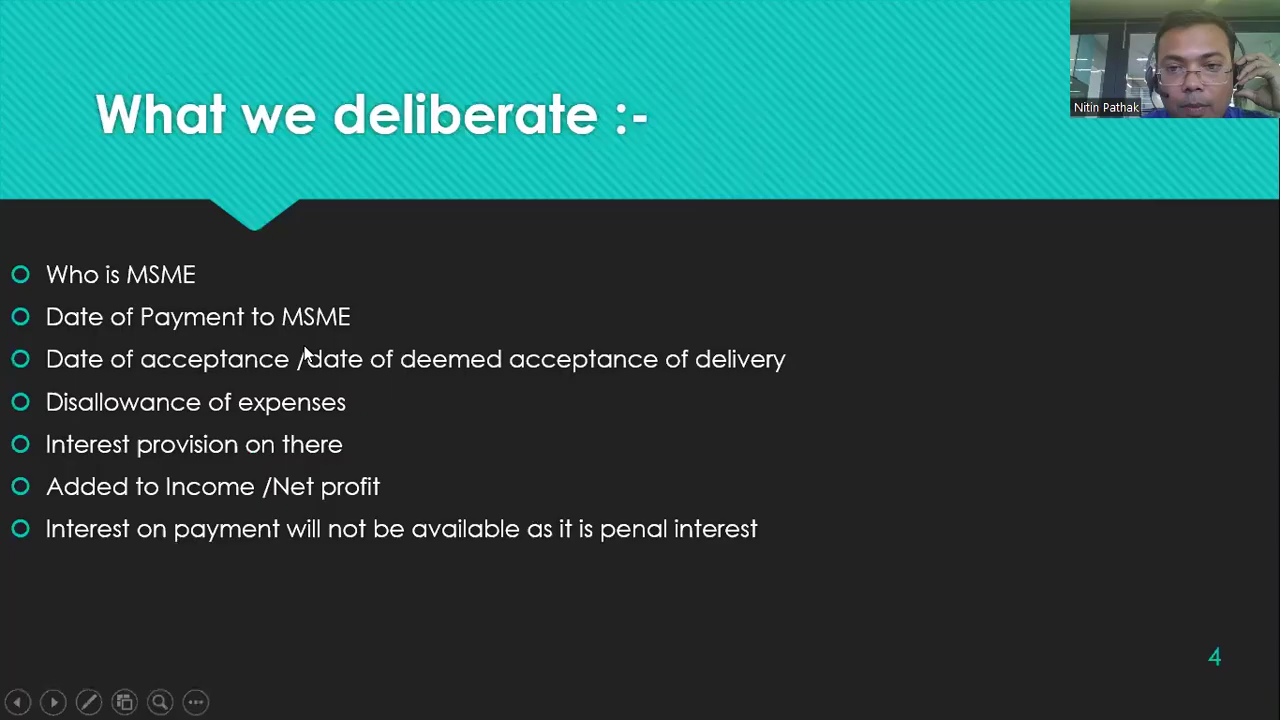 What we deliberate :-
Nitin Pathak
Who is MSME
Date of Payment to MSME
Date of acceptance /date of deemed acceptance of delivery
Disallowance of expenses
Interest provision on there
Added to Income /Net profit
Interest on payment will not be available as it is penal interest
4